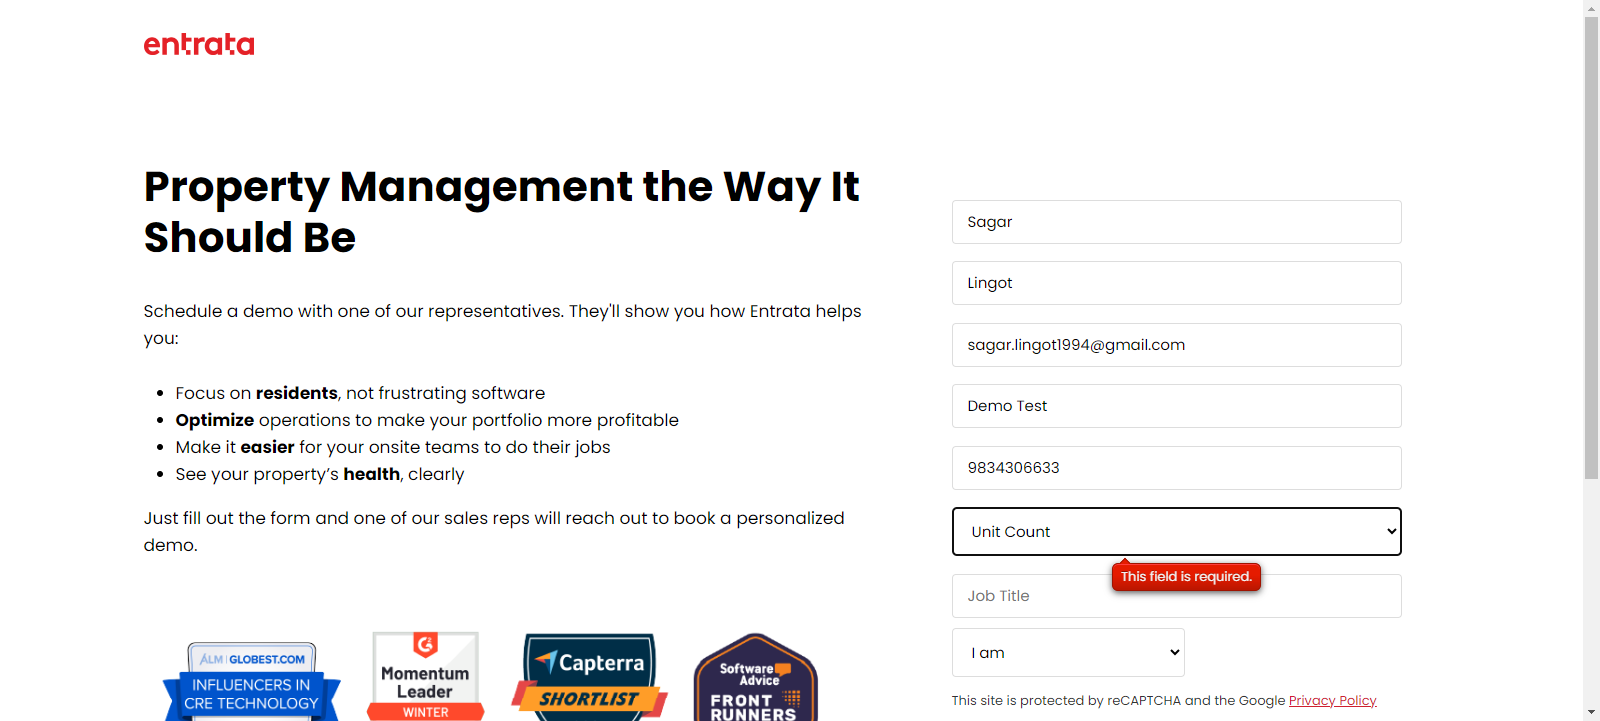 entrata
Property Management the Way It
Should Be
Schedule a demo with one of our representatives. They'll show you how Entrata helps
you:
Focus on residents, not frustrating software
Optimize operations to make your portfolio more profitable
Make it easier for your onsite teams to do their jobs
See your property’s health, clearly
Just fill out the form and one of our sales reps will reach out to book a personalized
demo.
ALM | GLOBEST.COM
INFLUENCERS IN
CRE TECHNOLOGY
G2
Momentum
Leader
WINTER
Capterra
SHORTLIST
Software
Advice
FRONT
RUNNERS
Sagar
Lingot
sagar.lingot1994@gmail.com
Demo Test
9834306633
Unit Count
This field is required.
Job Title
I am
This site is protected by reCAPTCHA and the Google Privacy Policy